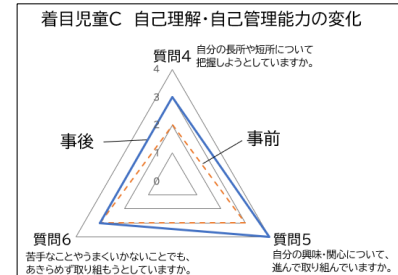 着目児童C 自己理解・自己管理能力の変化
質問4
自分の長所や短所について
把握しようとしていますか。
4
3
2
1
0
事後
事前
質問6
苦手なことやうまくいかないことでも、
あきらめず取り組もうとしていますか。
質問5
自分の興味・関心について、
進んで取り組んでいますか。